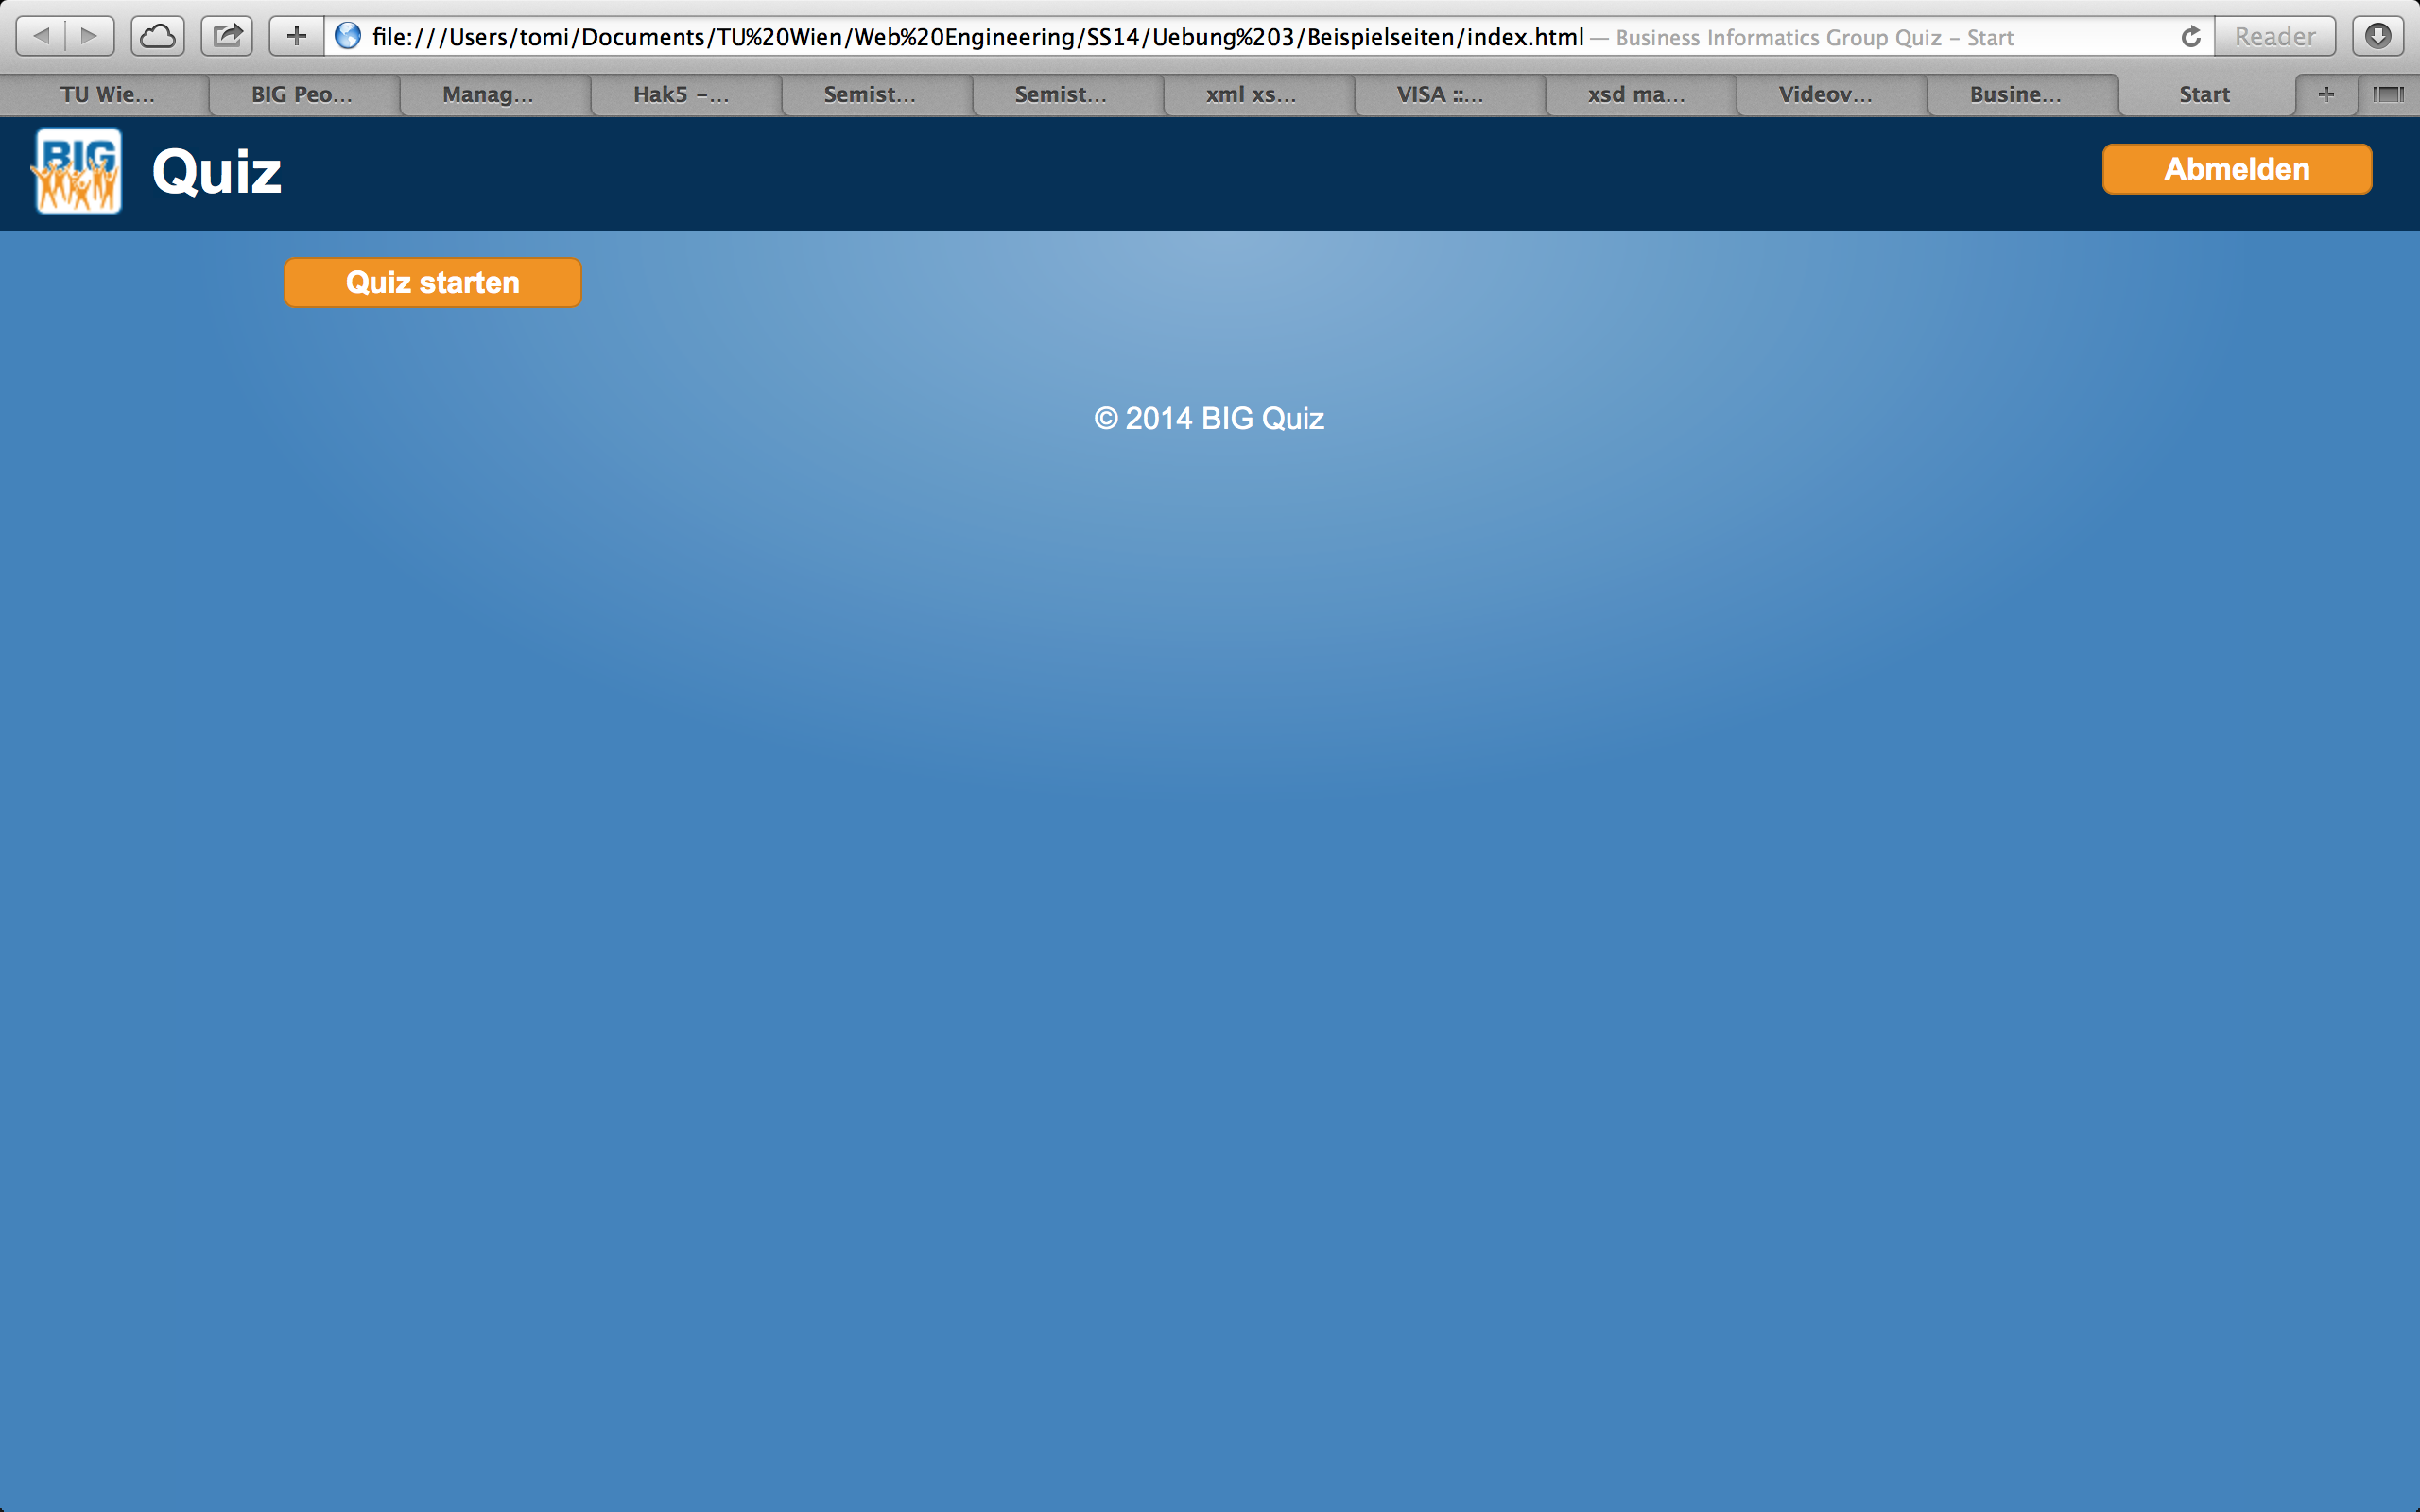 file:///Users/tomi/Documents/TU%20Wien/Web%20Engineering/SS14/Uebung%203/Beispielseiten/index.html — Business Informatics Group Quiz – Start
Reader
TU Wie... BIG Peo... Manag... Hak5 –... Semist... Semist... xml xs... VISA ::... xsd ma... Videov... Busine... Start
BIG Quiz Abmelden
Quiz starten
© 2014 BIG Quiz